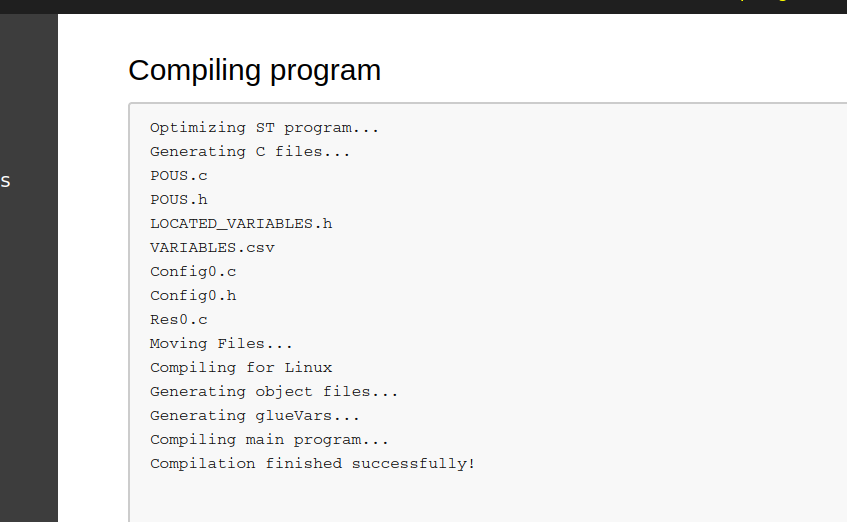 Compiling program
Optimizing ST program...
Generating C files...
POUS.c
POUS.h
LOCATED_VARIABLES.h
VARIABLES.csv
Config0.c
Config0.h
Res0.c
Moving Files...
Compiling for Linux
Generating object files...
Generating glueVars...
Compiling main program...
Compilation finished successfully!